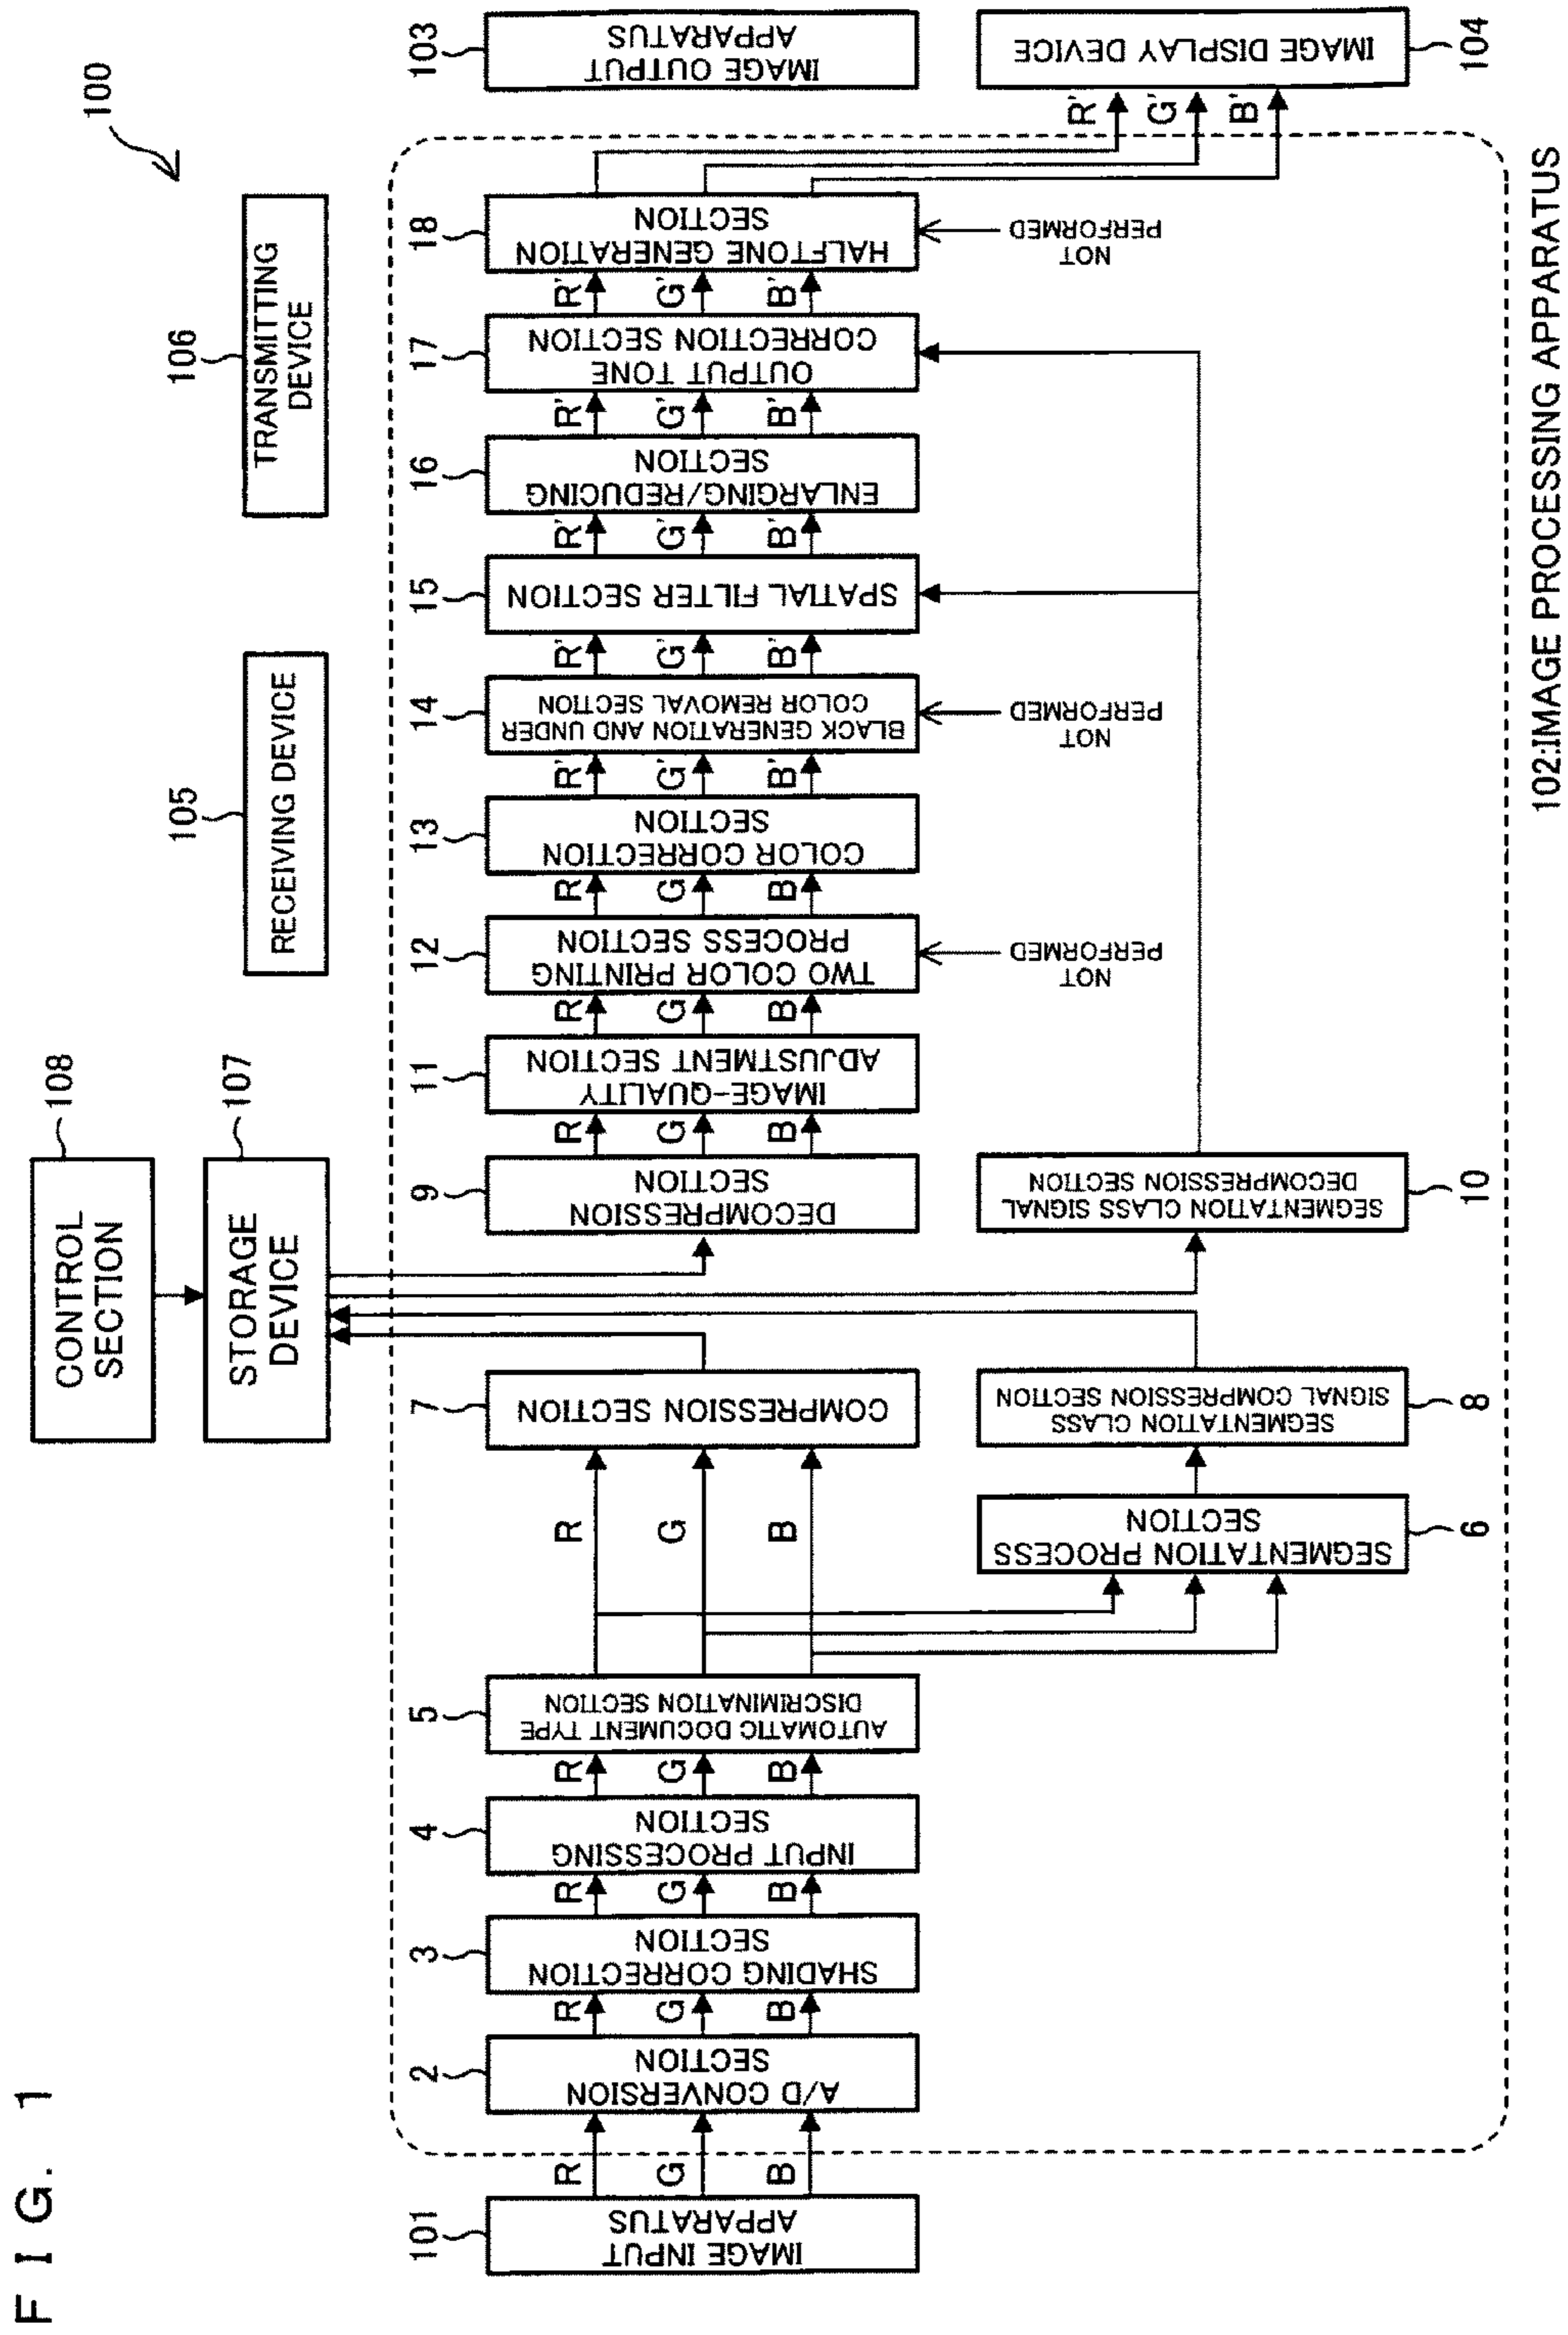 FIG. 1
100
CONTROL
SECTION
108
STORAGE
DEVICE
107
RECEIVING DEVICE
105
TRANSMITTING
DEVICE
106
101
IMAGE INPUT
APPARATUS
R
G
B
2
A/D CONVERSION
SECTION
R
G
B
3
SHADING CORRECTION
SECTION
R
G
B
4
INPUT PROCESSING
SECTION
R
G
B
5
AUTOMATIC DOCUMENT TYPE
DISCRIMINATION SECTION
R
G
B
7
COMPRESSION SECTION
SEGMENTATION PROCESS
SECTION
6
SEGMENTATION CLASS
SIGNAL COMPRESSION SECTION
8
9
DECOMPRESSION
SECTION
SEGMENTATION CLASS SIGNAL
DECOMPRESSION SECTION
10
R
G
B
11
IMAGE-QUALITY
ADJUSTMENT SECTION
R
G
B
12
TWO COLOR PRINTING
PROCESS SECTION
NOT
PERFORMED
R
G
B
13
COLOR CORRECTION
SECTION
R'
G'
B'
14
BLACK GENERATION AND UNDER
COLOR REMOVAL SECTION
NOT
PERFORMED
R'
G'
B'
15
SPATIAL FILTER SECTION
R'
G'
B'
16
ENLARGING/REDUCING
SECTION
R'
G'
B'
17
OUTPUT TONE
CORRECTION SECTION
R'
G'
B'
18
HALFTONE GENERATION
SECTION
NOT
PERFORMED
R'
G'
B'
103
IMAGE OUTPUT
APPARATUS
IMAGE DISPLAY DEVICE
104
102:IMAGE PROCESSING APPARATUS